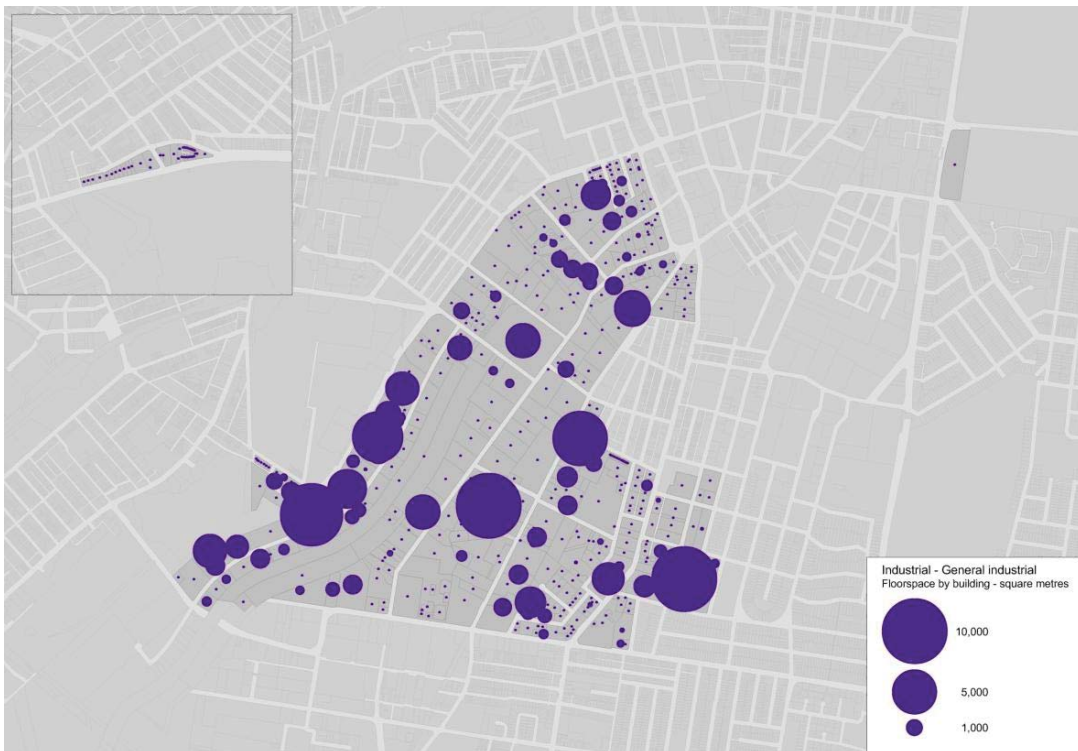 Industrial - General industrial
Floorspace by building - square metres
10,000
5,000
1,000